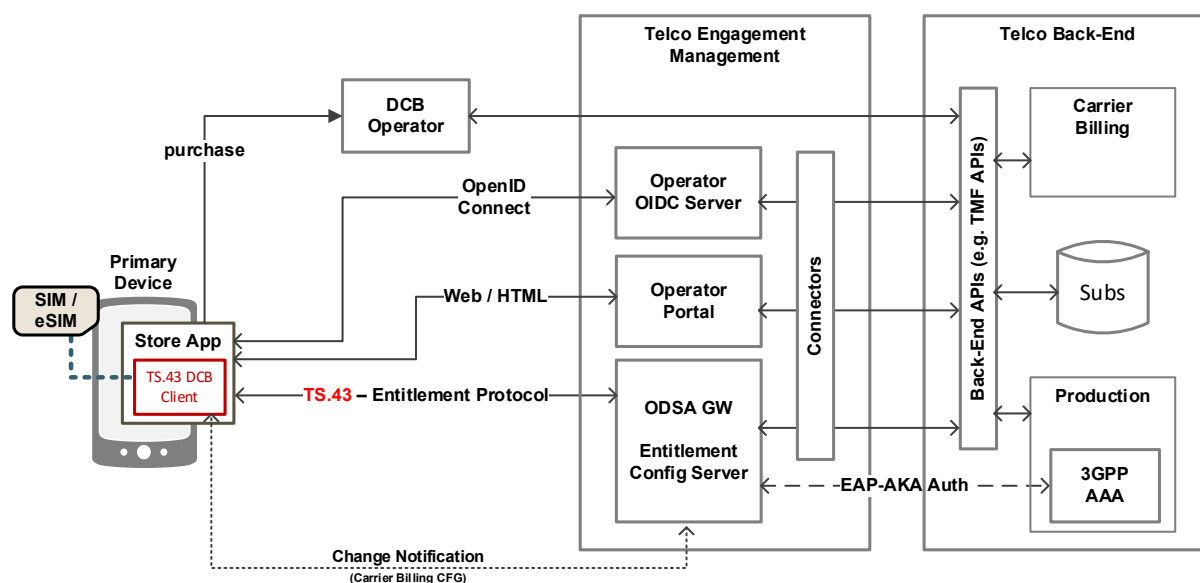 Telco Engagement
Management
Telco Back-End
DCB
Operator
Carrier
Billing
purchase
OpenID
Connect
Operator
OIDC Server
Back-End APIs (e.g. TMF APIs)
Connectors
Primary
Device
SIM /
eSIM
Web / HTML
Operator
Portal
Subs
Store App
TS.43 DCB
Client
TS.43 – Entitlement Protocol
ODSA GW
Entitlement
Config Server
Production
EAP-AKA Auth
3GPP
AAA
Change Notification
(Carrier Billing CFG)